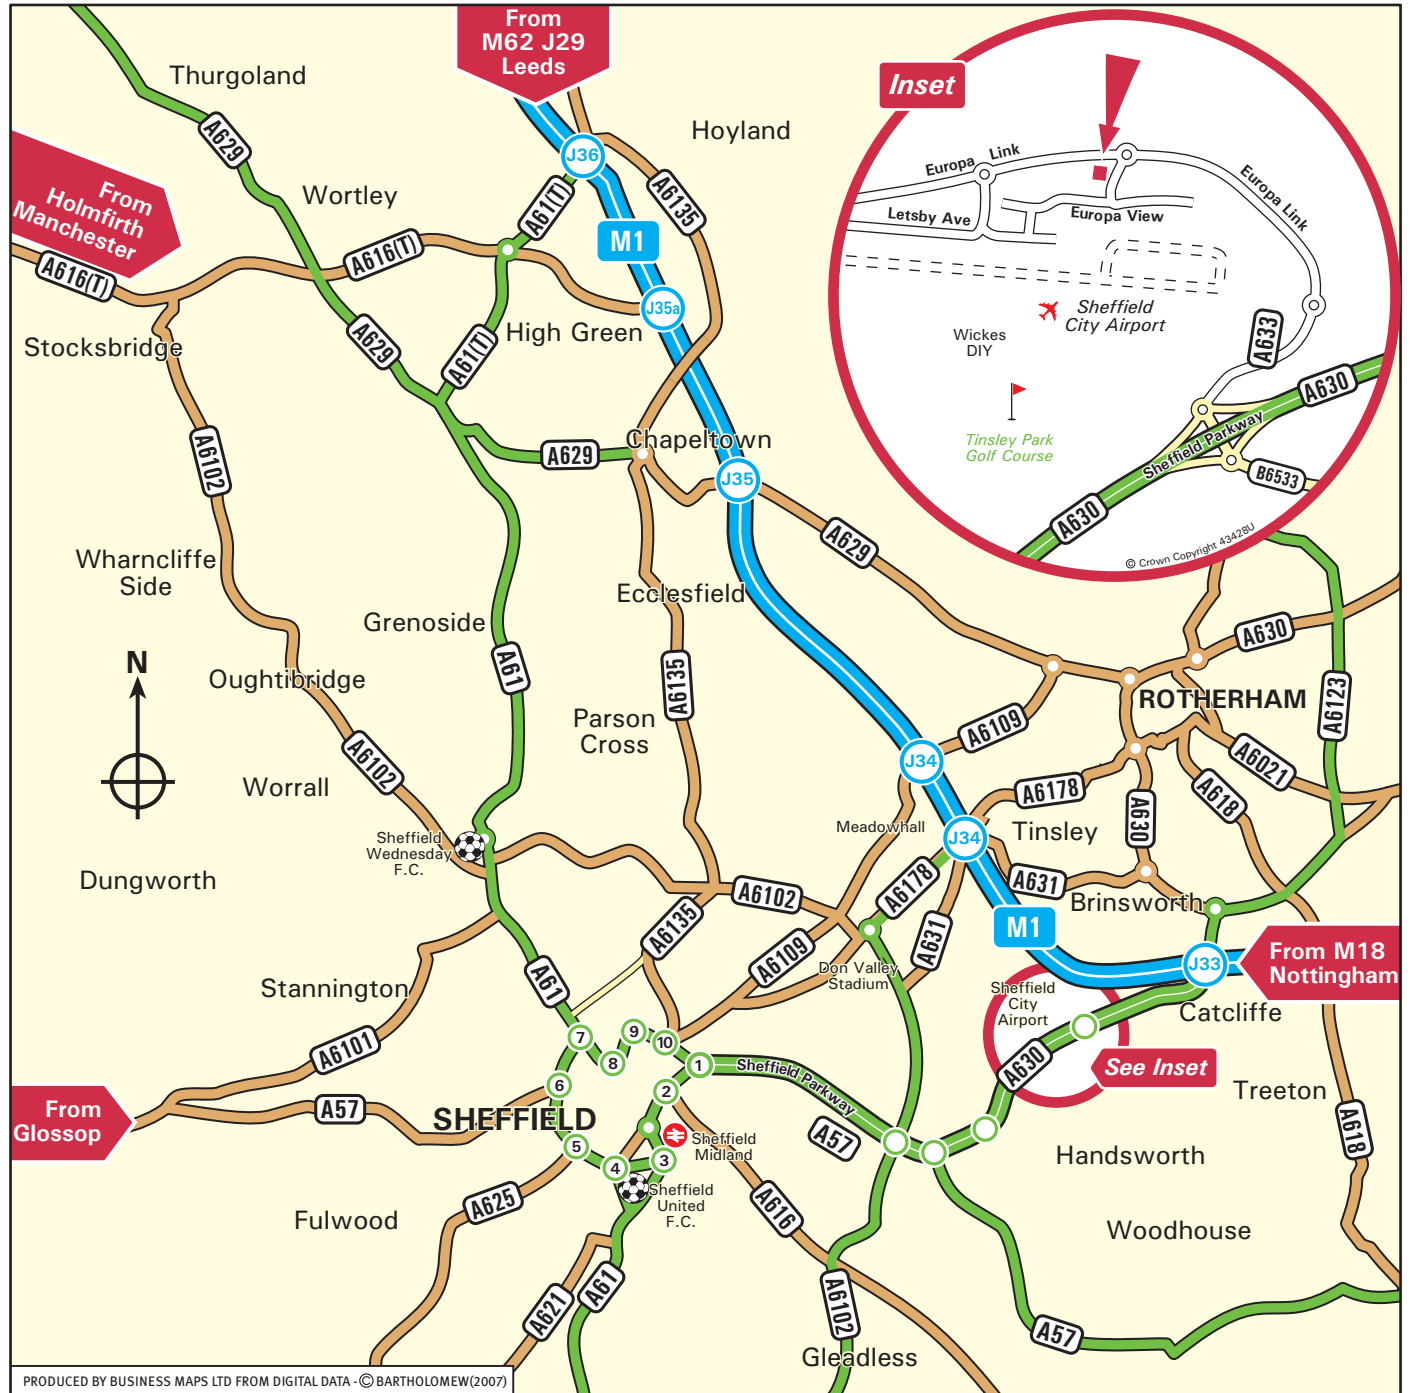 From
M62 J29
Leeds
Thurgoland
Hoyland
Inset
A629
J36
From
Holmfirth
Manchester
Wortley
A61(T)
A6135
M1
A616(T)
A616(T)
J35a
Stocksbridge
A629
A61(T)
High Green
Europa Link
Europa Link
Letsby Ave
Europa View
Sheffield
City Airport
Wickes
DIY
A633
A630
Tinsley Park
Golf Course
Sheffield Parkway
B6533
A630
© Crown Copyright 43428U
A6102
A629
Chapeltown
J35
A629
Wharncliffe
Side
Ecclesfield
Grenoside
A630
N
A61
Oughtibridge
A6135
ROTHERHAM
A6123
Parson
Cross
A6109
A6102
J34
A6021
Worrall
A6178
A618
Meadowhall
Tinsley
A630
Sheffield
Wednesday
F.C.
J34
Dungworth
A6102
A6178
A631
Brinsworth
A6135
A631
M1
A6109
From M18
Nottingham
J33
Don Valley
Stadium
A61
Stannington
Sheffield
City
Airport
Catcliffe
A6101
7
9
10
8
1
Sheffield Parkway
A630
See Inset
6
2
Treeton
From
Glossop
A57
SHEFFIELD
A57
A618
5
Sheffield
Midland
4
3
Handsworth
Sheffield
United
F.C.
A625
A616
Fulwood
Woodhouse
A61
A621
A6102
A57
Gleadless
PRODUCED BY BUSINESS MAPS LTD FROM DIGITAL DATA - © BARTHOLOMEW(2007)